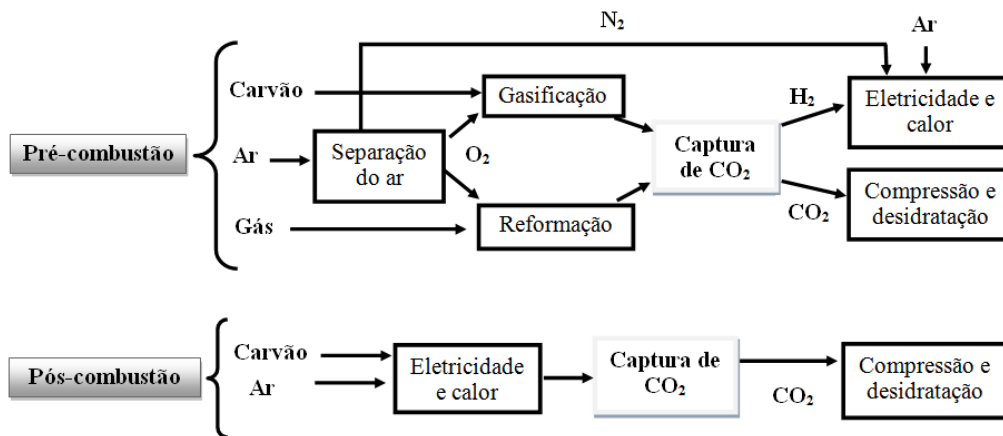 N₂
Ar
Carvão
Gasificação
H₂
Eletricidade e
calor
Pré-combustão
Ar
Separação
do ar
O₂
Captura
de CO₂
Compressão e
desidratação
CO₂
Gás
Reformação
Pós-combustão
Carvão
Ar
Eletricidade
e calor
Captura de
CO₂
CO₂
Compressão e
desidratação